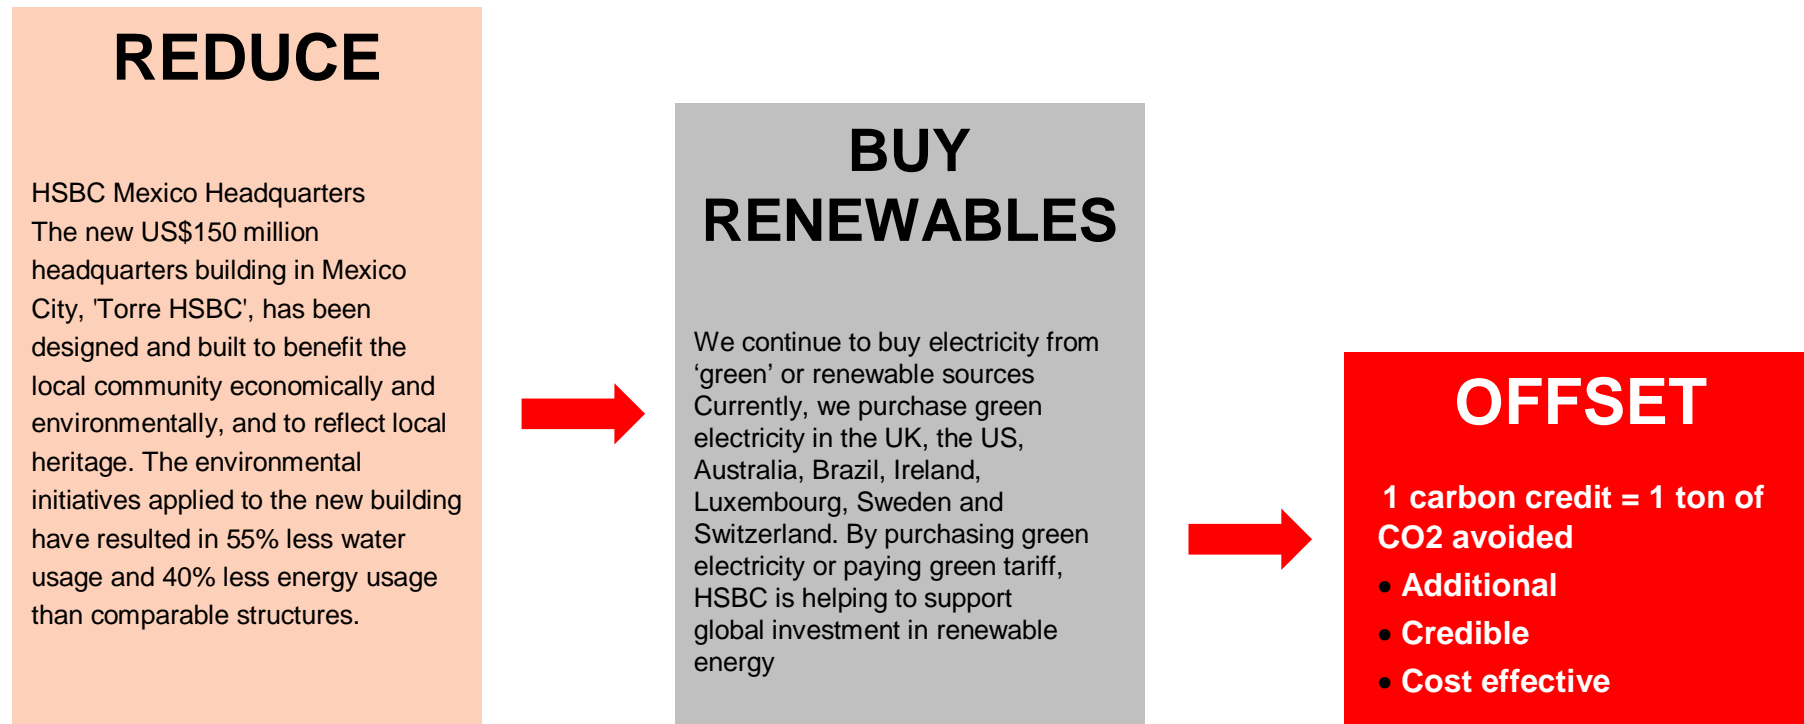 REDUCE
HSBC Mexico Headquarters
The new US$150 million
headquarters building in Mexico
City, 'Torre HSBC', has been
designed and built to benefit the
local community economically and
environmentally, and to reflect local
heritage. The environmental
initiatives applied to the new building
have resulted in 55% less water
usage and 40% less energy usage
than comparable structures.
BUY
RENEWABLES
We continue to buy electricity from
‘green’ or renewable sources
Currently, we purchase green
electricity in the UK, the US,
Australia, Brazil, Ireland,
Luxembourg, Sweden and
Switzerland. By purchasing green
electricity or paying green tariff,
HSBC is helping to support
global investment in renewable
energy
OFFSET
1 carbon credit = 1 ton of
CO2 avoided
• Additional
• Credible
• Cost effective